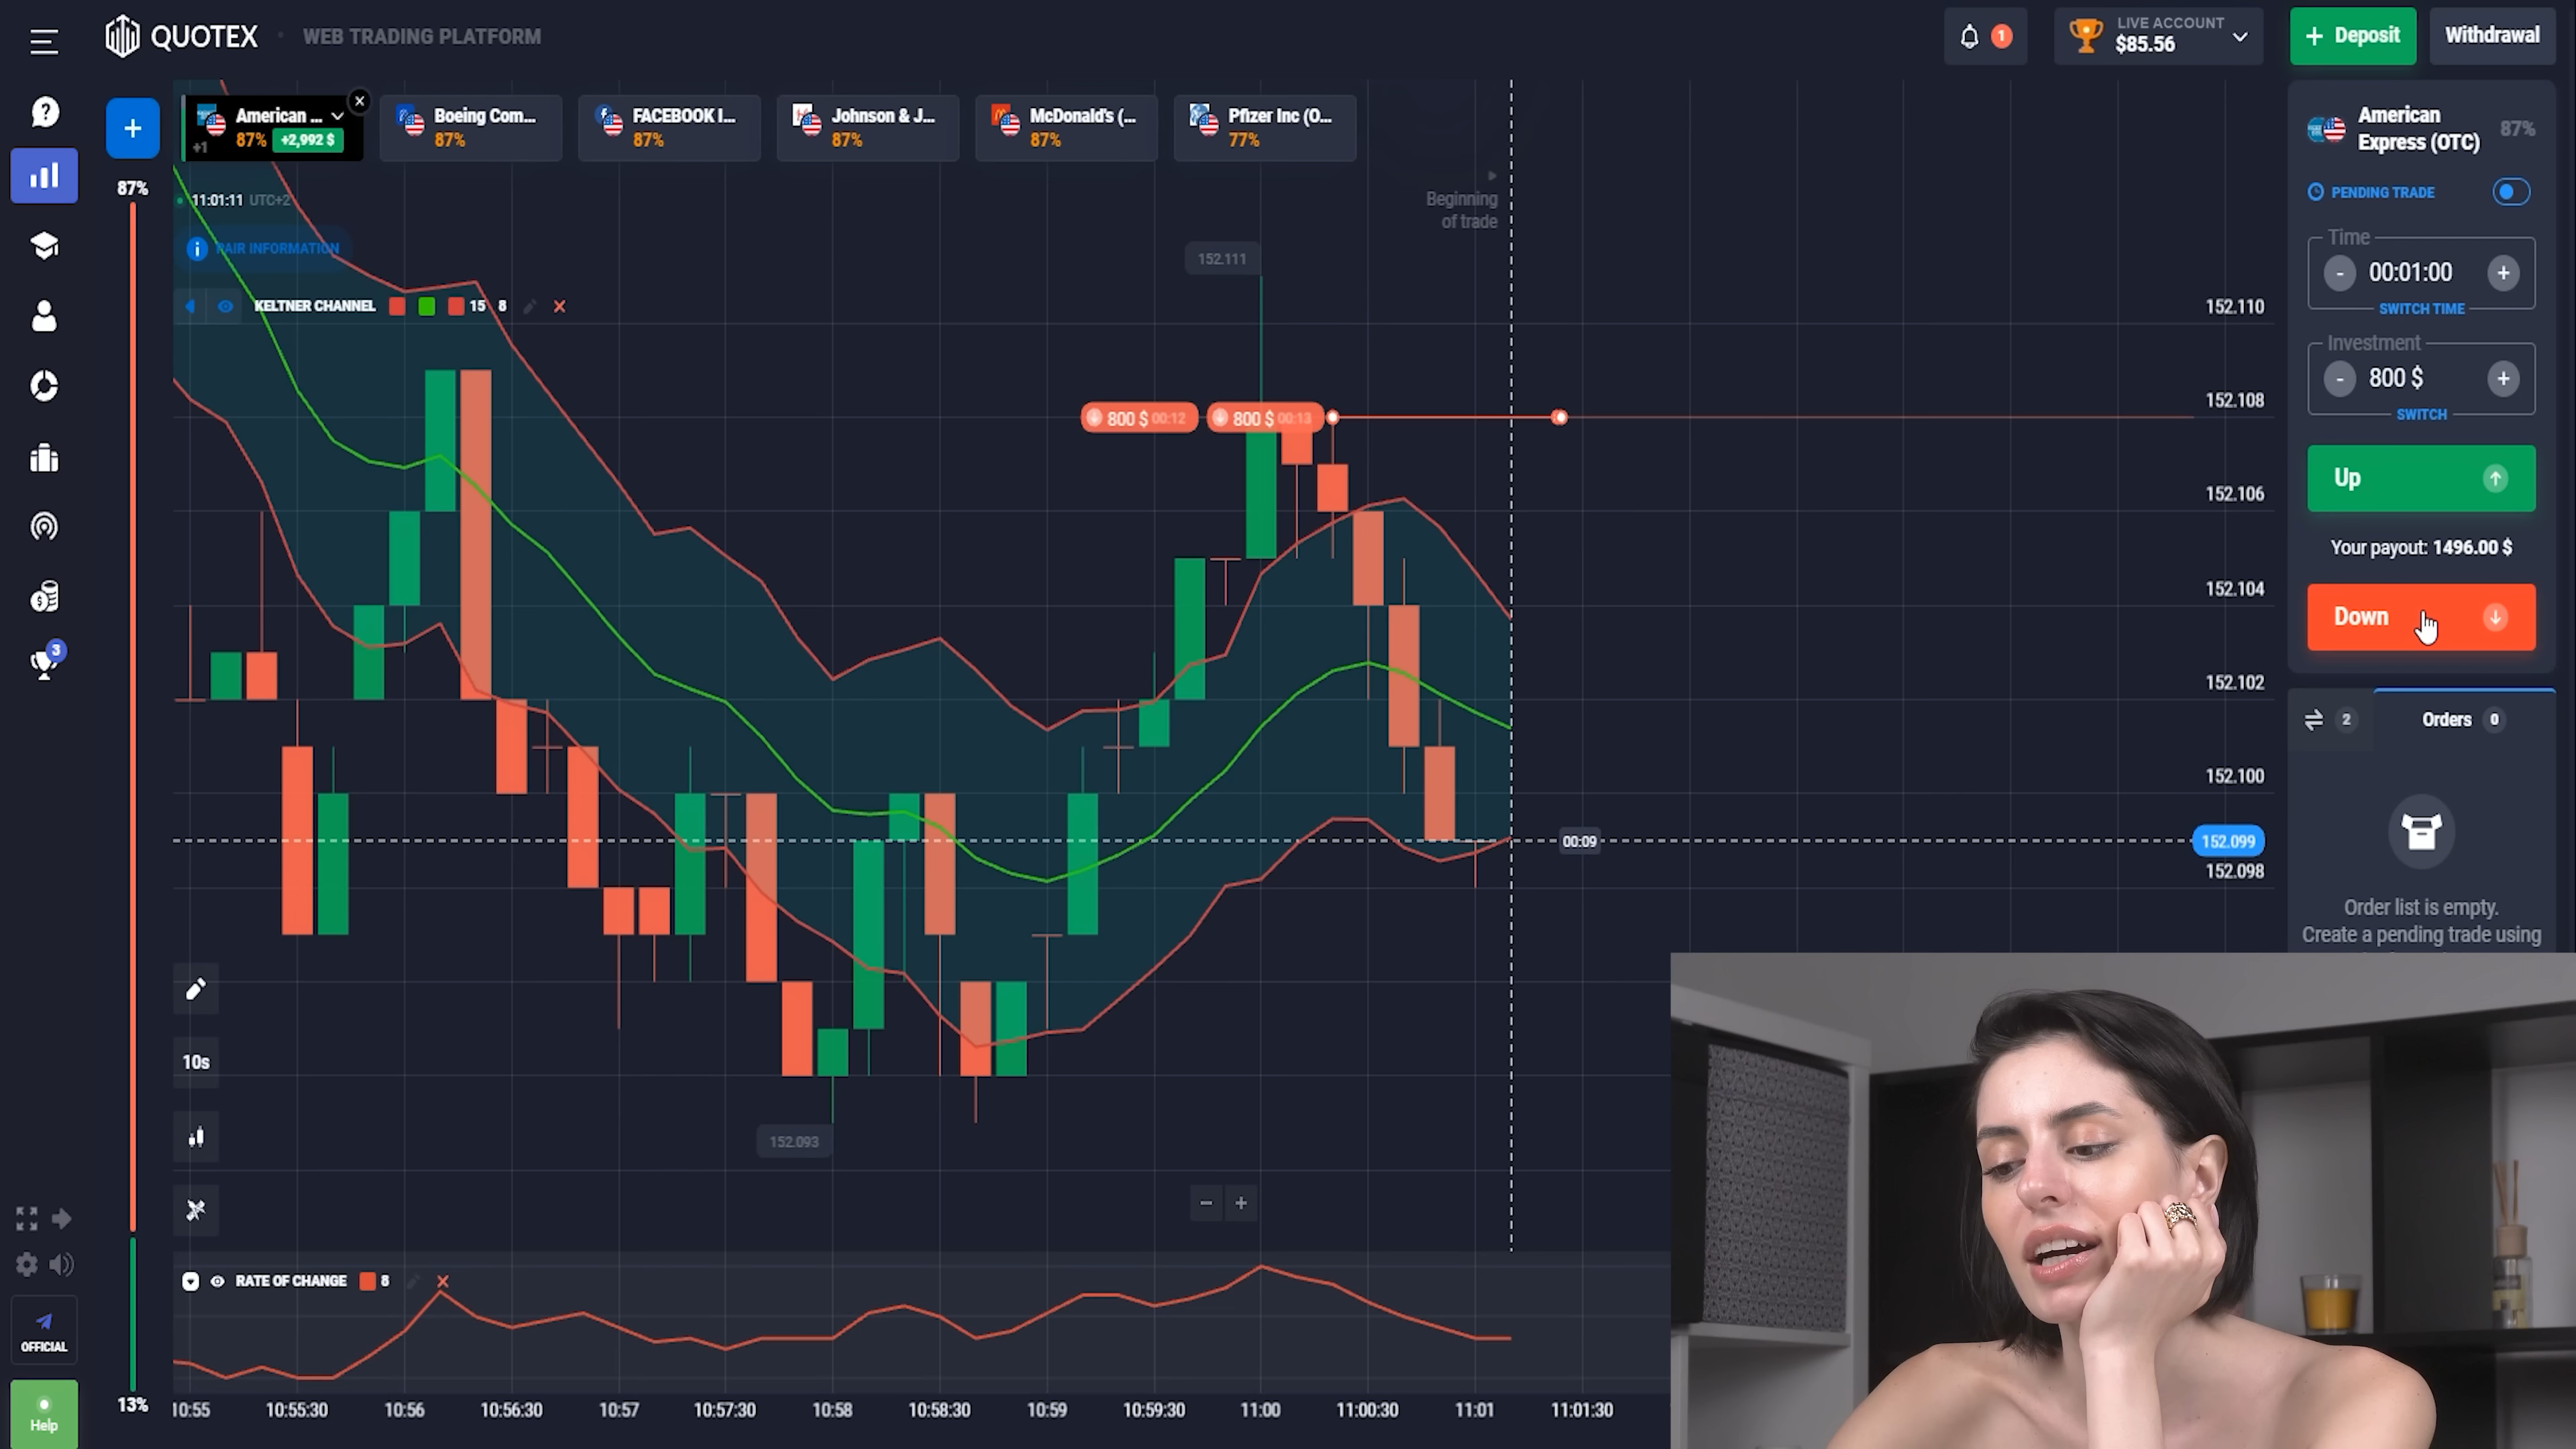 QUOTEX
WEB TRADING PLATFORM
1
LIVE ACCOUNT
$85.56
Deposit
Withdrawal
American ...
+1
87% +2,992 $
Boeing Com...
87%
FACEBOOK I...
87%
Johnson & J...
87%
McDonald's (...
87%
Pfizer Inc (O...
77%
American
Express (OTC)
87%
87%
11:01:11 UTC+2
PAIR INFORMATION
KELTNER CHANNEL 15 8
Beginning
of trade
152.111
800 $ 00:12
800 $ 00:13
152.110
152.108
152.106
152.104
152.102
152.100
00:09
152.099
152.098
152.093
PENDING TRADE
Time
- 00:01:00 +
SWITCH TIME
Investment
- 800 $ +
SWITCH
Up
Your payout: 1496.00 $
Down
2
Orders 0
Order list is empty.
Create a pending trade using
3
10s
RATE OF CHANGE 8
OFFICIAL
Help
13%
10:55
10:55:30
10:56
10:56:30
10:57
10:57:30
10:58
10:58:30
10:59
10:59:30
11:00
11:00:30
11:01
11:01:30